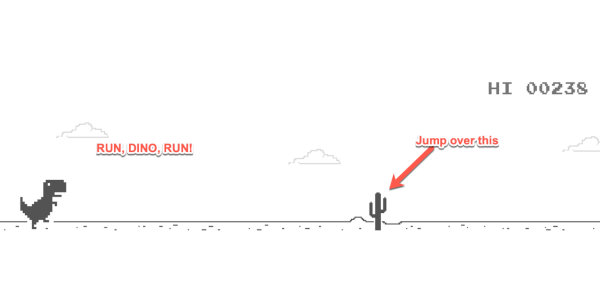 HI 00238
Jump over this
RUN, DINO, RUN!